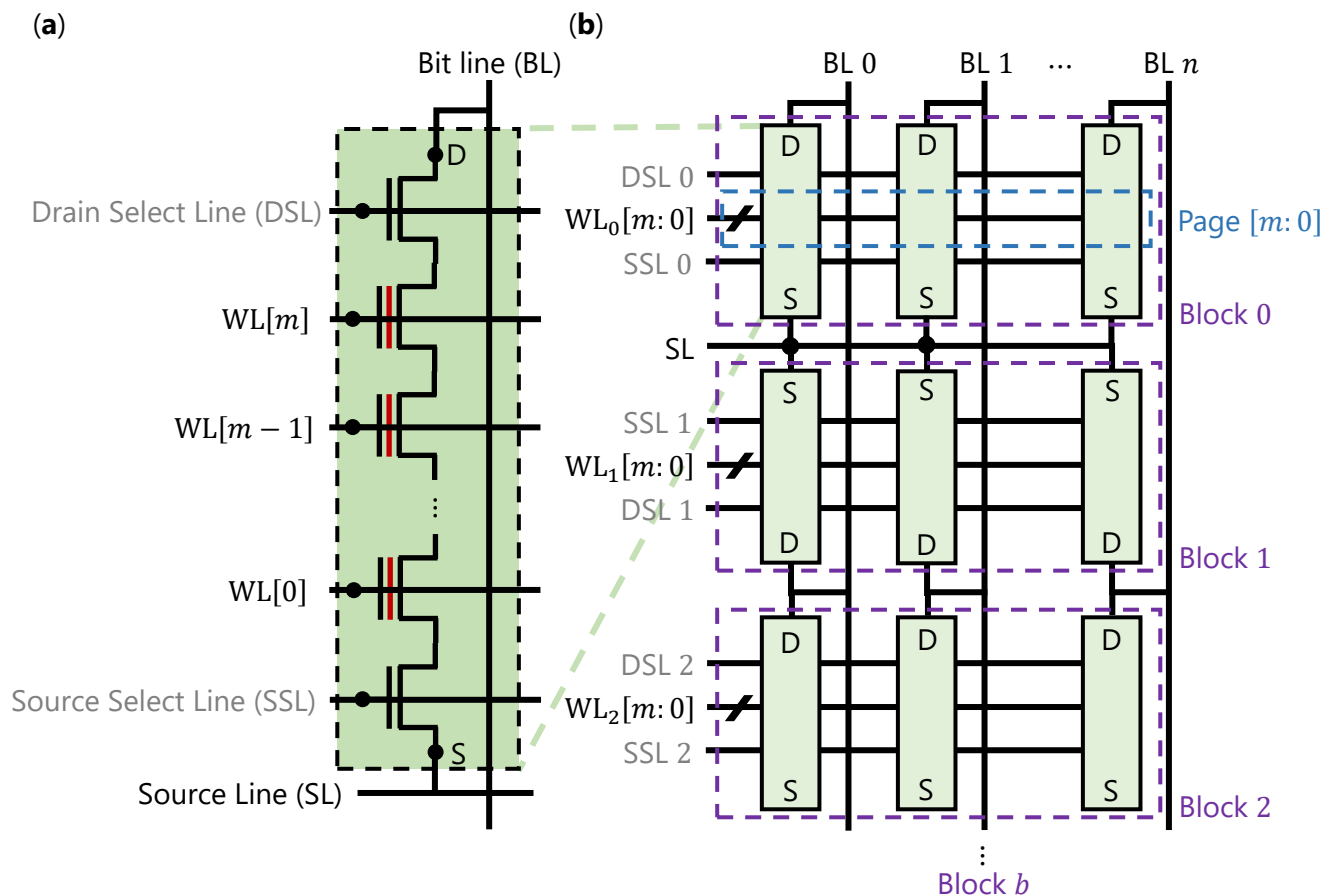 (a)
Bit line (BL)
D
Drain Select Line (DSL)
WL[m]
WL[m − 1]
⋮
WL[0]
Source Select Line (SSL)
S
Source Line (SL)
(b)
BL 0 BL 1 ⋯ BL n
D D D
DSL 0
WL₀[m: 0]
Page [m: 0]
SSL 0
S S S
Block 0
SL
S S S
SSL 1
WL₁[m: 0]
DSL 1
D D D
Block 1
D D D
DSL 2
WL₂[m: 0]
SSL 2
S S S
Block 2
⋮
Block b